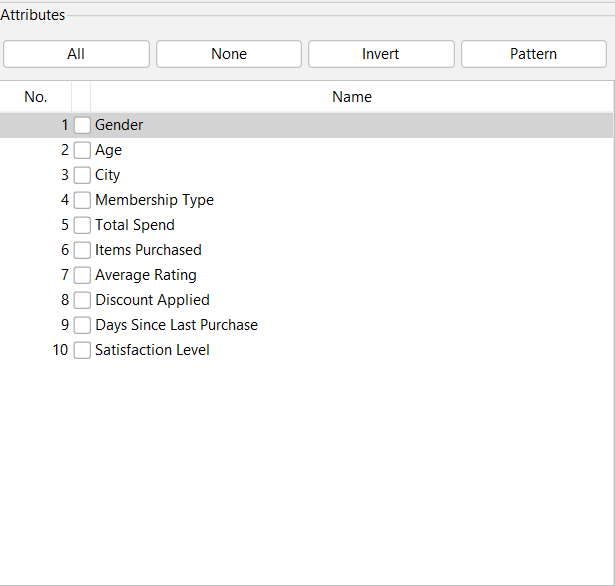 Attributes
All None Invert Pattern
No. Name
1 Gender
2 Age
3 City
4 Membership Type
5 Total Spend
6 Items Purchased
7 Average Rating
8 Discount Applied
9 Days Since Last Purchase
10 Satisfaction Level